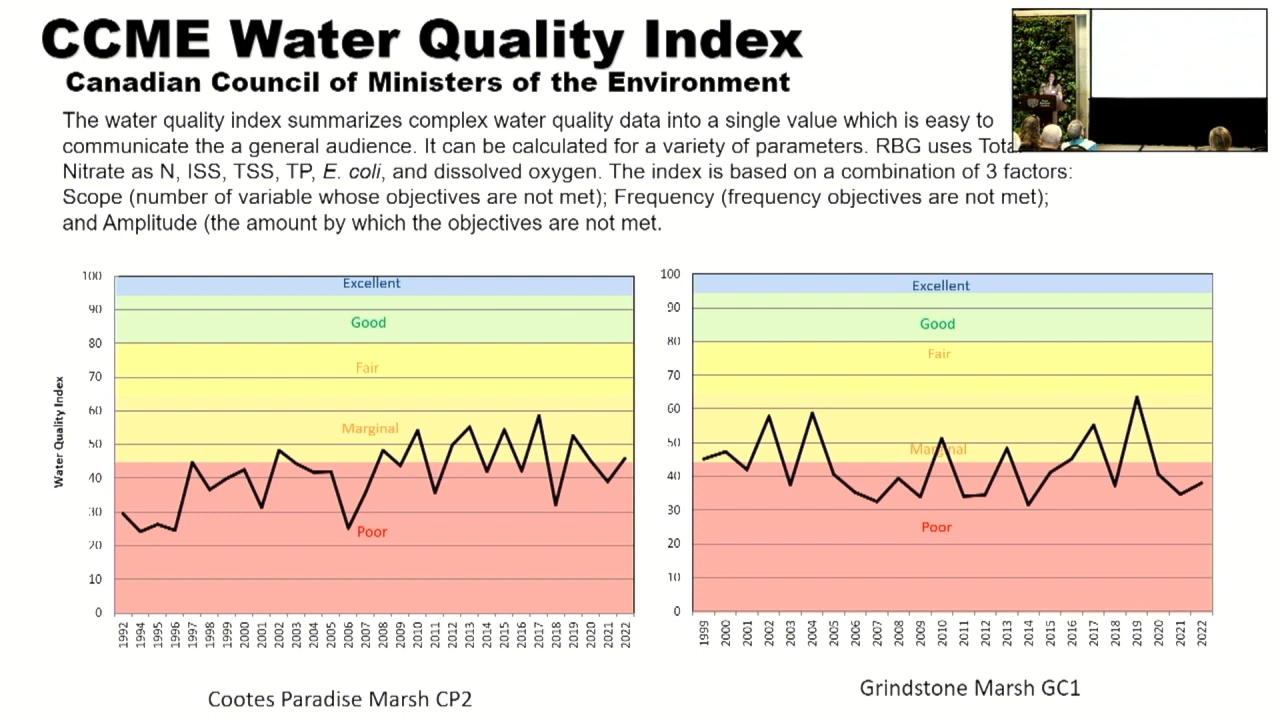 CCME Water Quality Index
Canadian Council of Ministers of the Environment
The water quality index summarizes complex water quality data into a single value which is easy to
communicate the a general audience. It can be calculated for a variety of parameters. RBG uses
Nitrate as N, ISS, TSS, TP, E. coli, and dissolved oxygen. The index is based on a combination of 3 factors:
Scope (number of variable whose objectives are not met); Frequency (frequency objectives are not met);
and Amplitude (the amount by which the objectives are not met.
Water Quality Index
100
90
80
70
60
50
40
30
20
10
0
Excellent
Good
Fair
Marginal
Poor
1992 1994 1995 1996 1997 1998 1999 2000 2001 2002 2003 2004 2005 2006 2007 2008 2009 2010 2011 2012 2013 2014 2015 2016 2017 2018 2019 2020 2021 2022
Cootes Paradise Marsh CP2
100
90
80
70
60
50
40
30
20
10
0
Excellent
Good
Fair
Marginal
Poor
1999 2000 2001 2002 2003 2004 2005 2006 2007 2008 2009 2010 2011 2012 2013 2014 2015 2016 2017 2018 2019 2020 2021 2022
Grindstone Marsh GC1